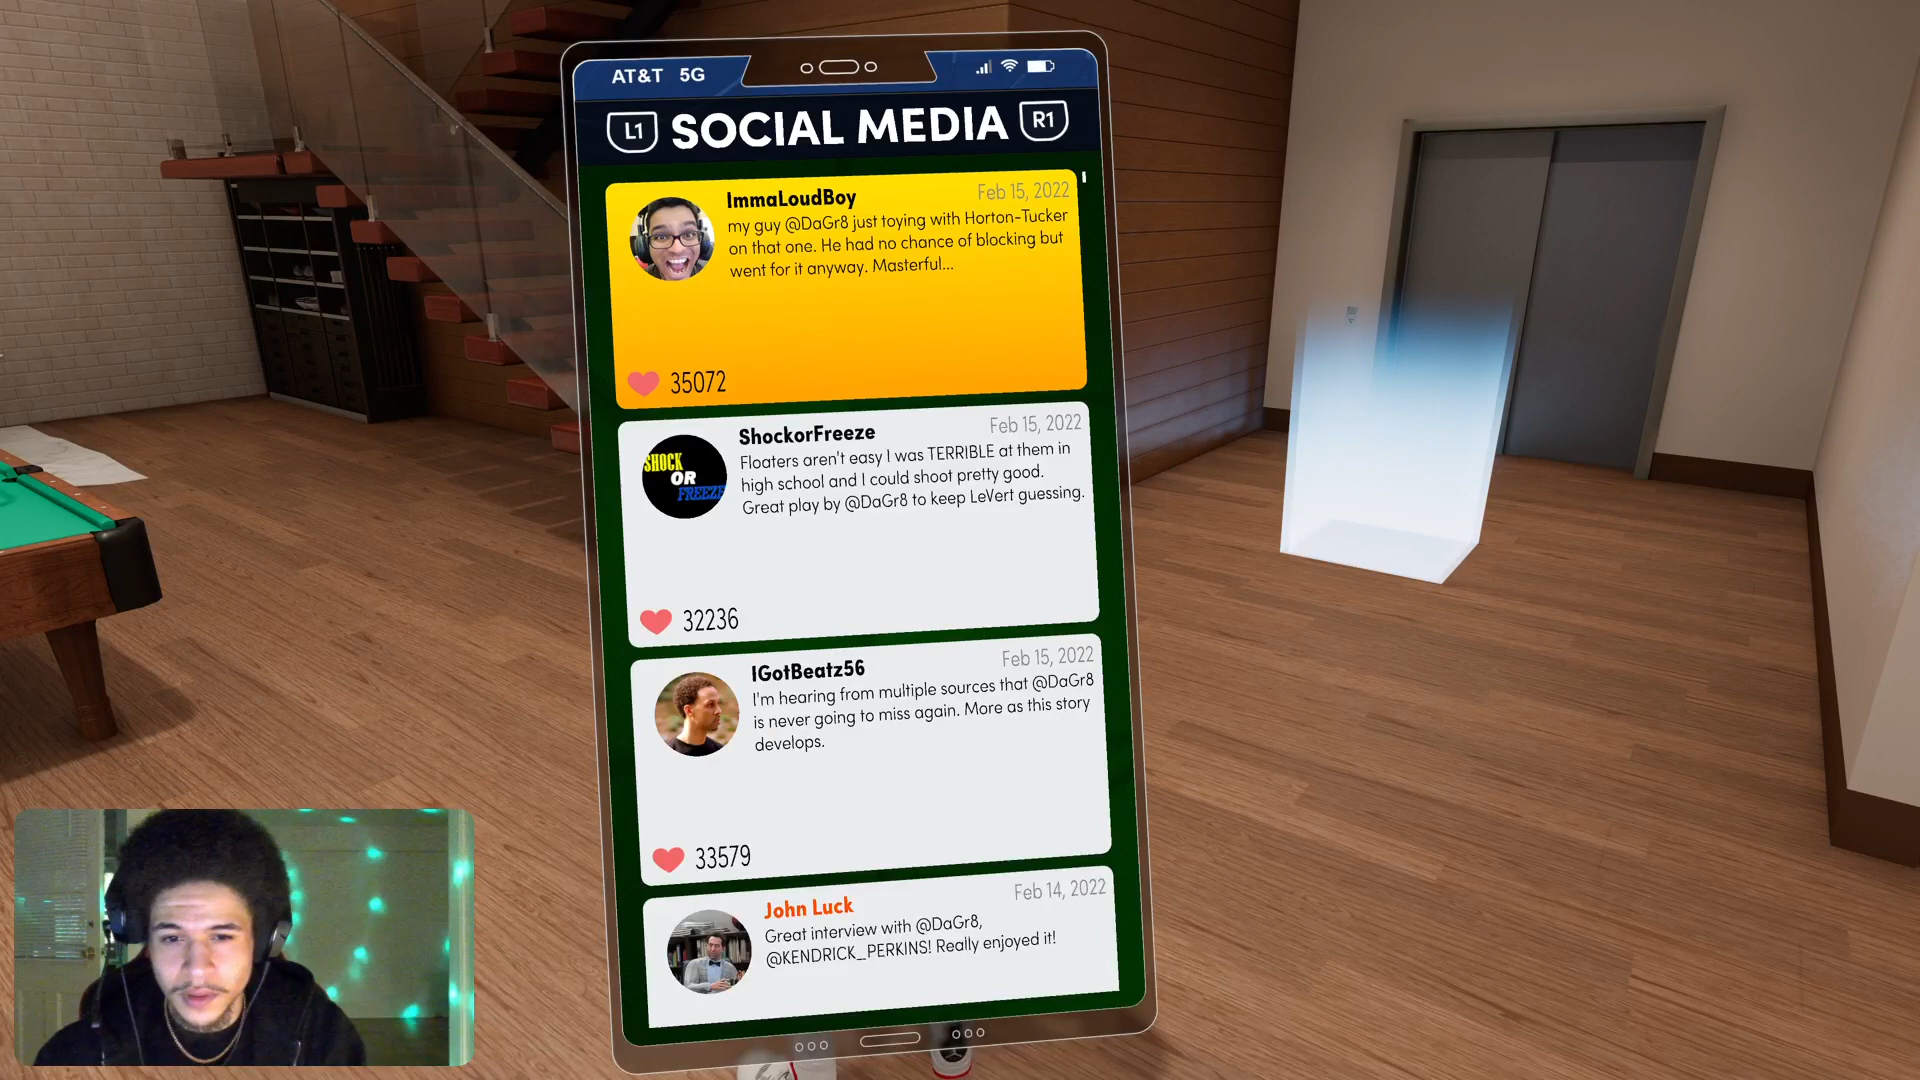 AT&T 5G
L1 SOCIAL MEDIA R1
ImmaLoudBoy Feb 15, 2022
my guy @DaGr8 just toying with Horton-Tucker
on that one. He had no chance of blocking but
went for it anyway. Masterful...
35072
ShockorFreeze Feb 15, 2022
SHOCK
OR
FREEZE
Floaters aren't easy I was TERRIBLE at them in
high school and I could shoot pretty good.
Great play by @DaGr8 to keep LeVert guessing.
32236
IGotBeatz56 Feb 15, 2022
I'm hearing from multiple sources that @DaGr8
is never going to miss again. More as this story
develops.
33579
John Luck Feb 14, 2022
Great interview with @DaGr8,
@KENDRICK_PERKINS! Really enjoyed it!